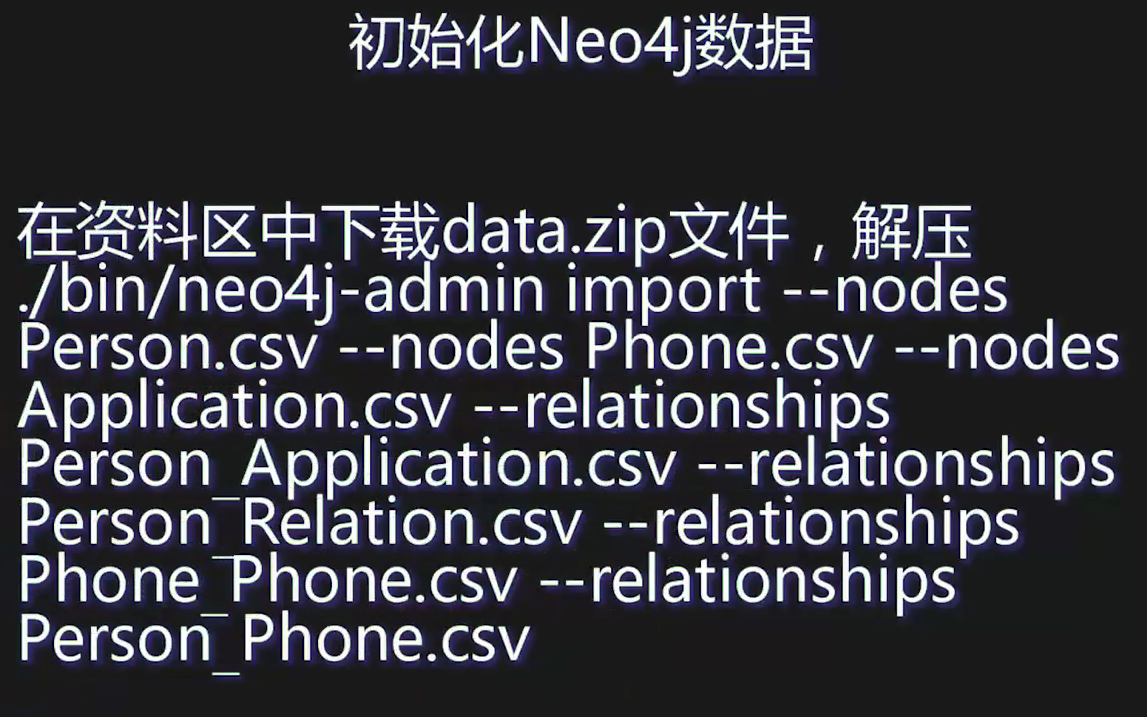 初始化Neo4j数据
在资料区中下载data.zip文件，解压
./bin/neo4j-admin import --nodes
Person.csv --nodes Phone.csv --nodes
Application.csv --relationships
Person_Application.csv --relationships
Person_Relation.csv --relationships
Phone_Phone.csv --relationships
Person_Phone.csv